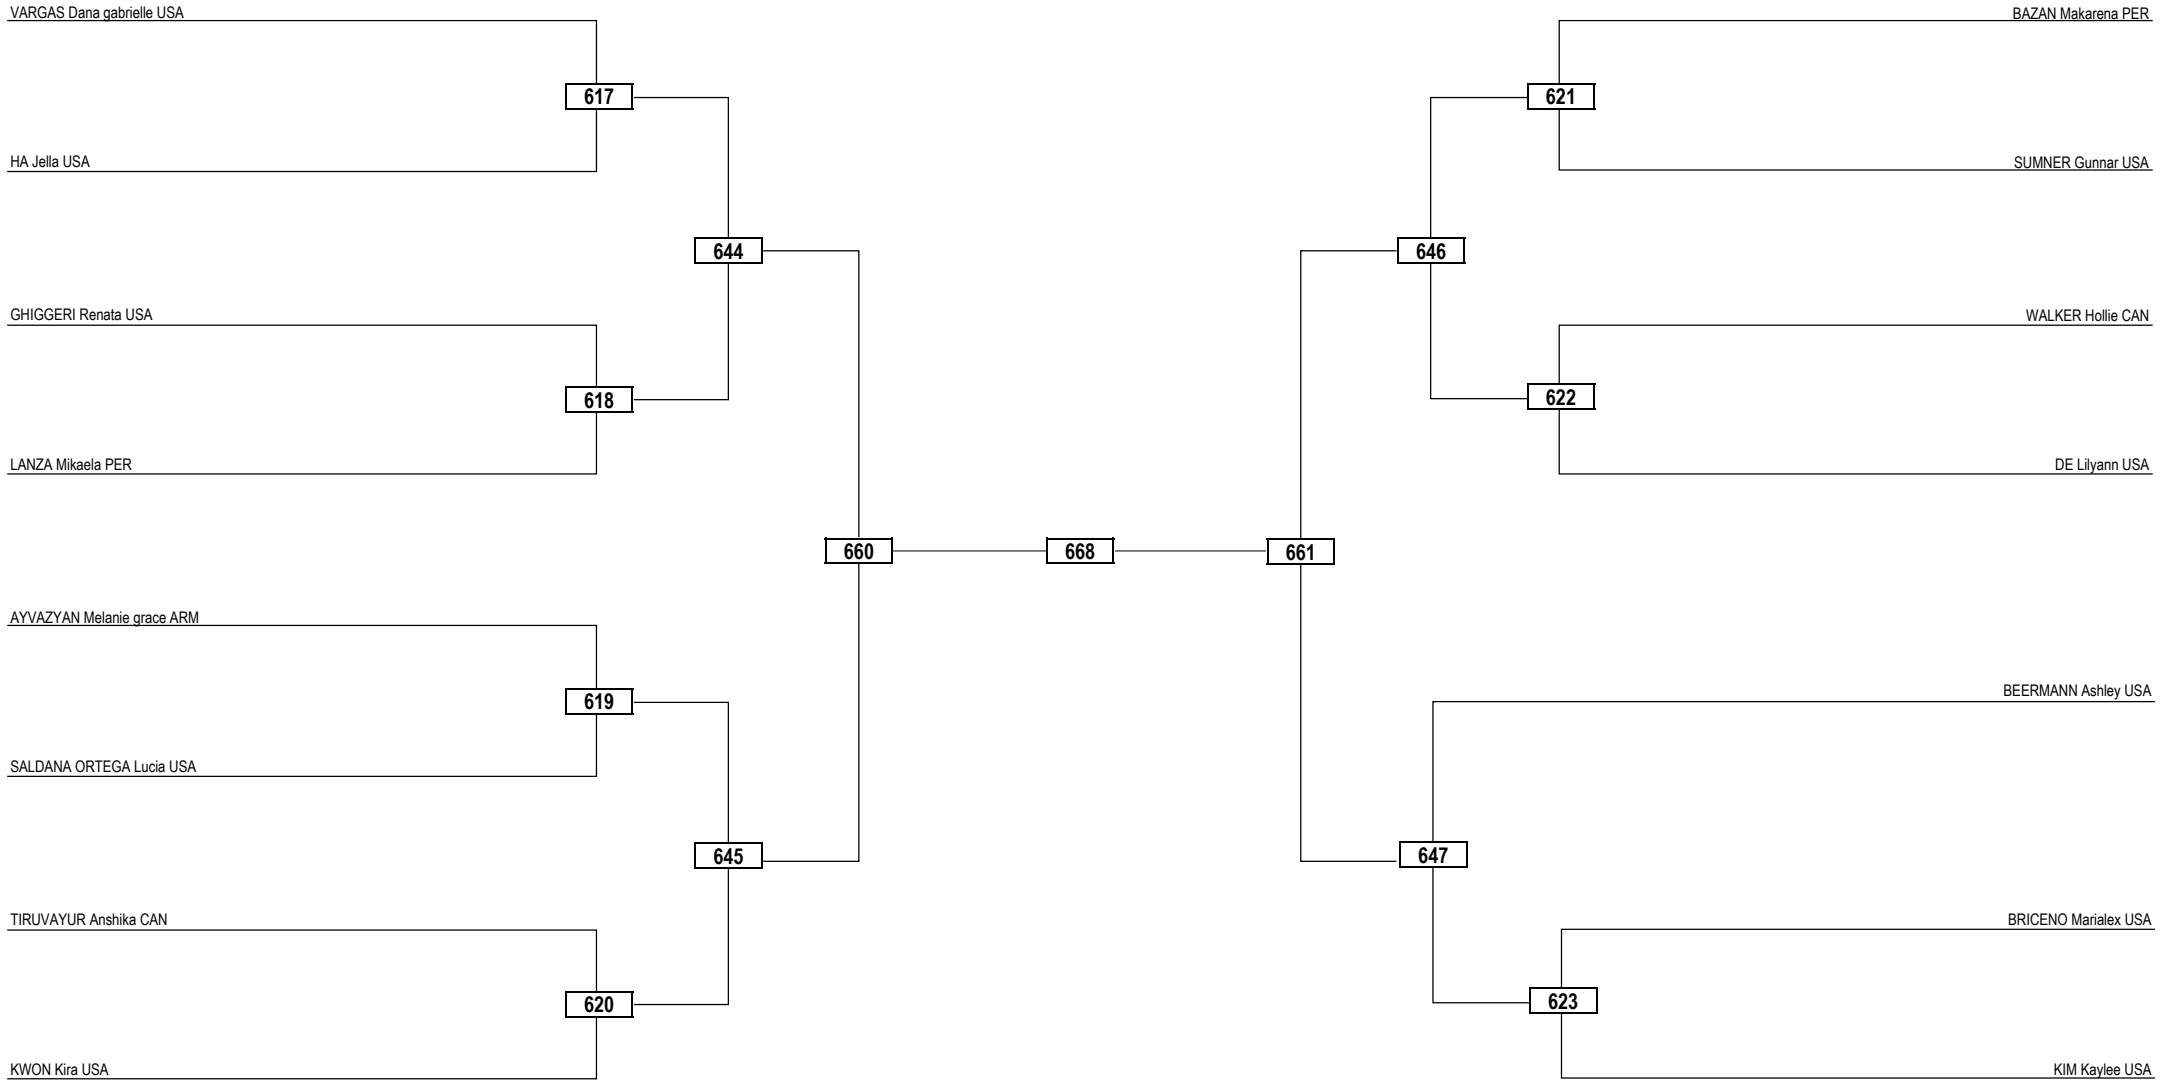 VARGAS Dana gabrielle USA
BAZAN Makarena PER
617
621
HA Jella USA
SUMNER Gunnar USA
644
646
GHIGGERI Renata USA
WALKER Hollie CAN
618
622
LANZA Mikaela PER
DE Lilyann USA
660
668
661
AYVAZYAN Melanie grace ARM
BEERMANN Ashley USA
619
SALDANA ORTEGA Lucia USA
645
647
TIRUVAYUR Anshika CAN
BRICENO Marialex USA
620
623
KWON Kira USA
KIM Kaylee USA